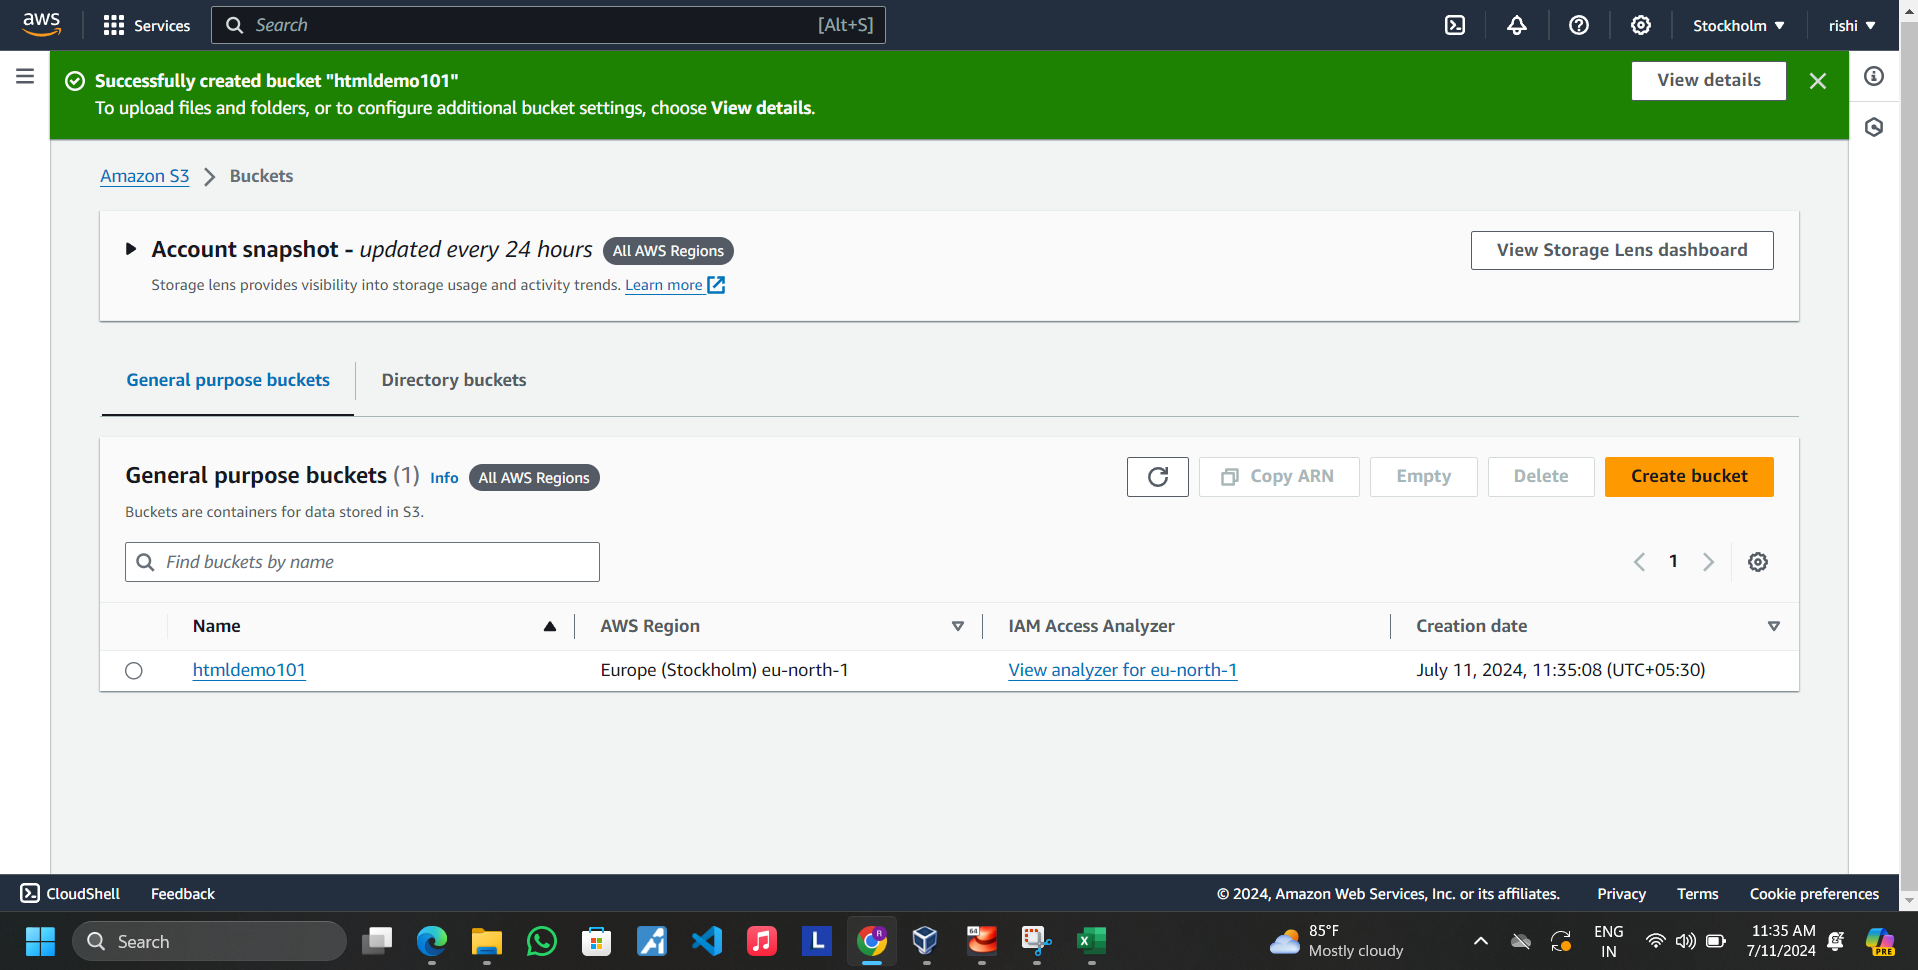 aws
Services
Search
[Alt+S]
Stockholm
rishi
Successfully created bucket "htmldemo101"
To upload files and folders, or to configure additional bucket settings, choose View details.
View details
Amazon S3
Buckets
Account snapshot - updated every 24 hours
All AWS Regions
View Storage Lens dashboard
Storage lens provides visibility into storage usage and activity trends. Learn more
General purpose buckets
Directory buckets
General purpose buckets (1)
Info
All AWS Regions
Copy ARN
Empty
Delete
Create bucket
Buckets are containers for data stored in S3.
Find buckets by name
1
Name
AWS Region
IAM Access Analyzer
Creation date
htmldemo101
Europe (Stockholm) eu-north-1
View analyzer for eu-north-1
July 11, 2024, 11:35:08 (UTC+05:30)
CloudShell
Feedback
© 2024, Amazon Web Services, Inc. or its affiliates.
Privacy
Terms
Cookie preferences
Search
L
R
64
X
85°F
Mostly cloudy
ENG
IN
11:35 AM
7/11/2024
PRE